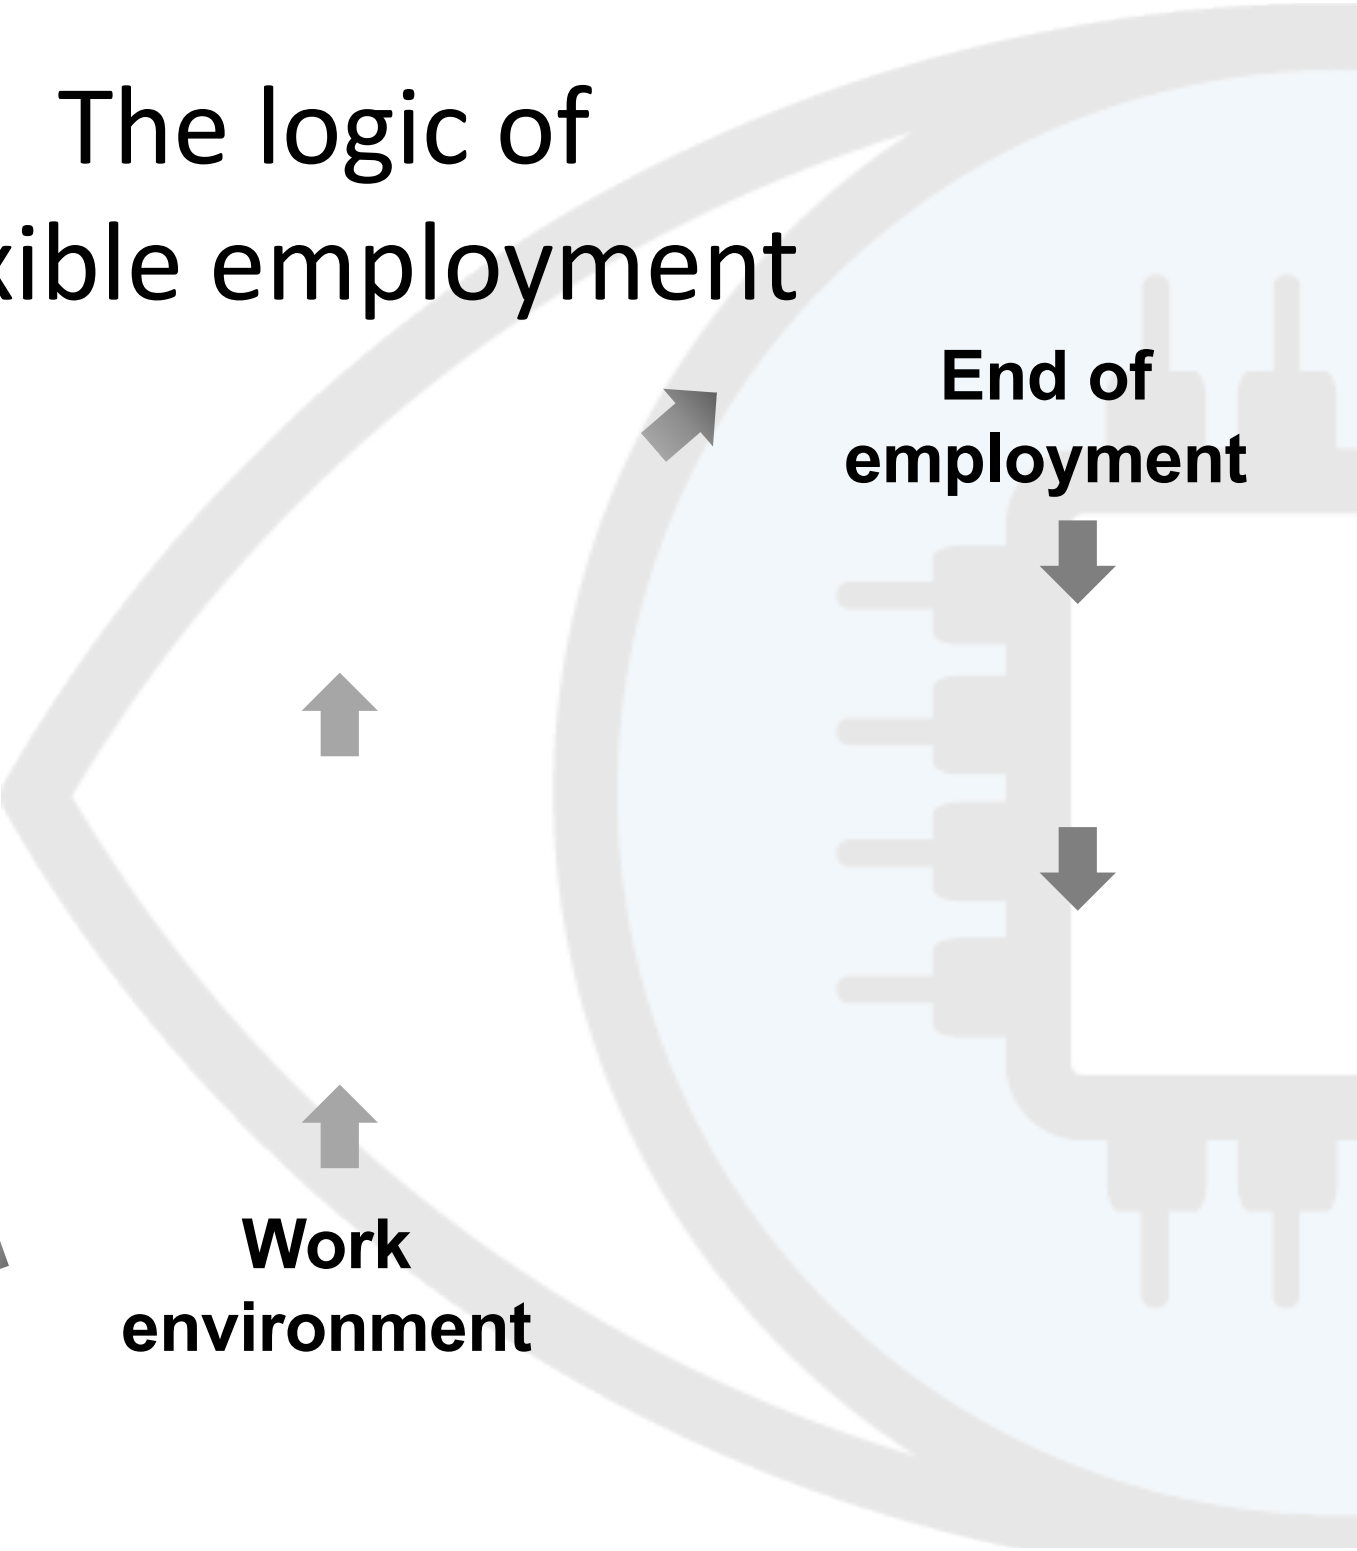 The logic of
xible employment
End of
employment
Work
environment